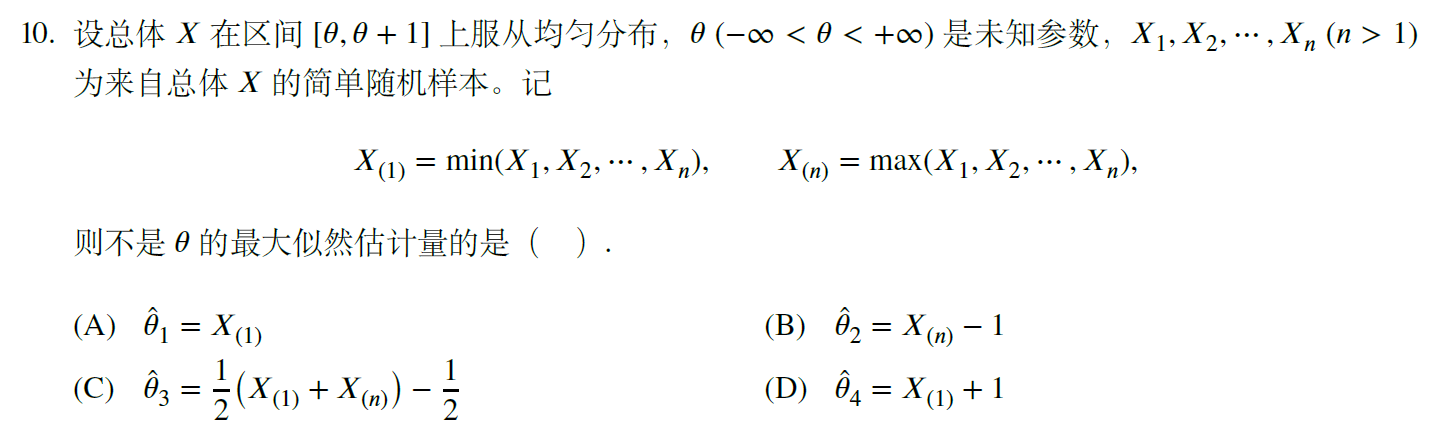 10. 设总体 X 在区间 [θ, θ + 1] 上服从均匀分布，θ (−∞ < θ < +∞) 是未知参数，X₁, X₂, ⋯ , Xₙ (n > 1)
为来自总体 X 的简单随机样本。记
X₍₁₎ = min(X₁, X₂, ⋯ , Xₙ), X₍ₙ₎ = max(X₁, X₂, ⋯ , Xₙ),
则不是 θ 的最大似然估计量的是（ ）.
(A) θ̂₁ = X₍₁₎ (B) θ̂₂ = X₍ₙ₎ − 1
(C) θ̂₃ = 1/2 (X₍₁₎ + X₍ₙ₎) − 1/2 (D) θ̂₄ = X₍₁₎ + 1